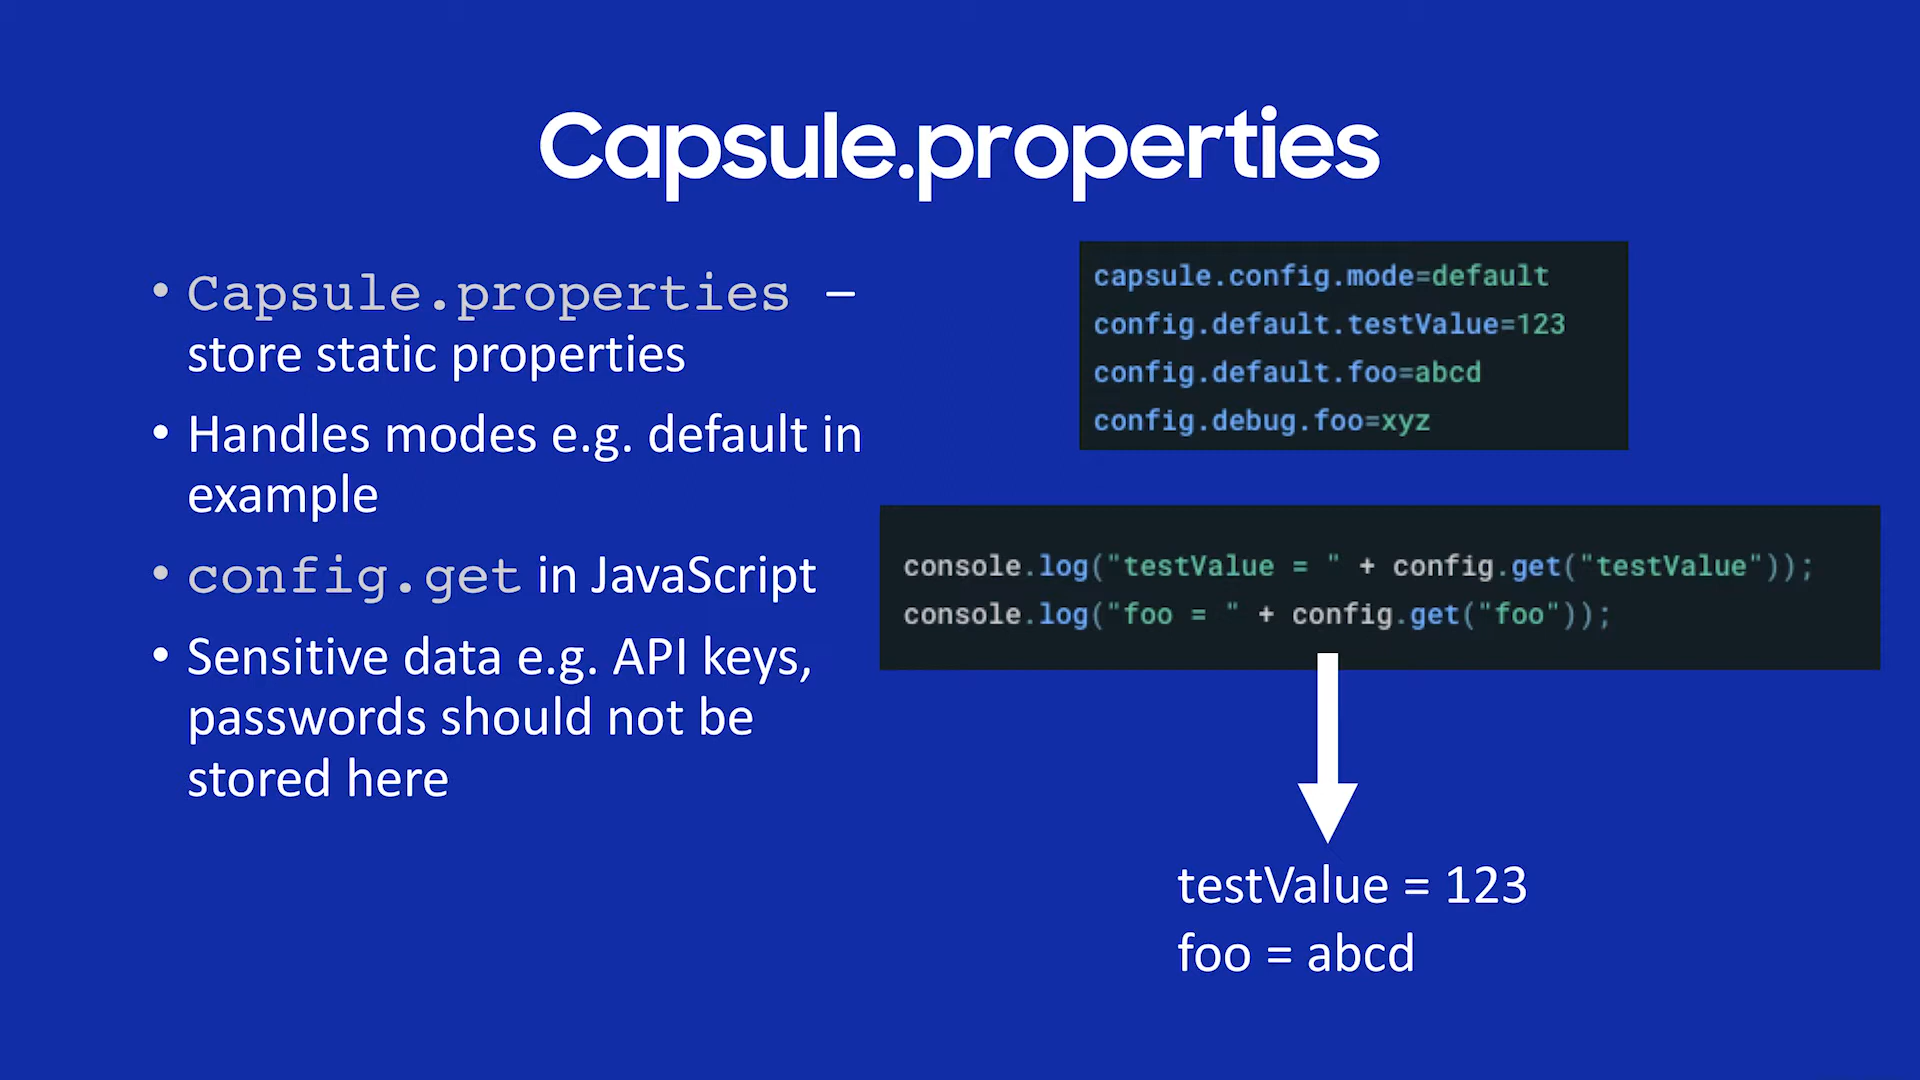 Capsule.properties
• Capsule.properties –
store static properties
• Handles modes e.g. default in
example
• config.get in JavaScript
• Sensitive data e.g. API keys,
passwords should not be
stored here
capsule.config.mode=default
config.default.testValue=123
config.default.foo=abcd
config.debug.foo=xyz
console.log("testValue = " + config.get("testValue"));
console.log("foo = " + config.get("foo"));
testValue = 123
foo = abcd